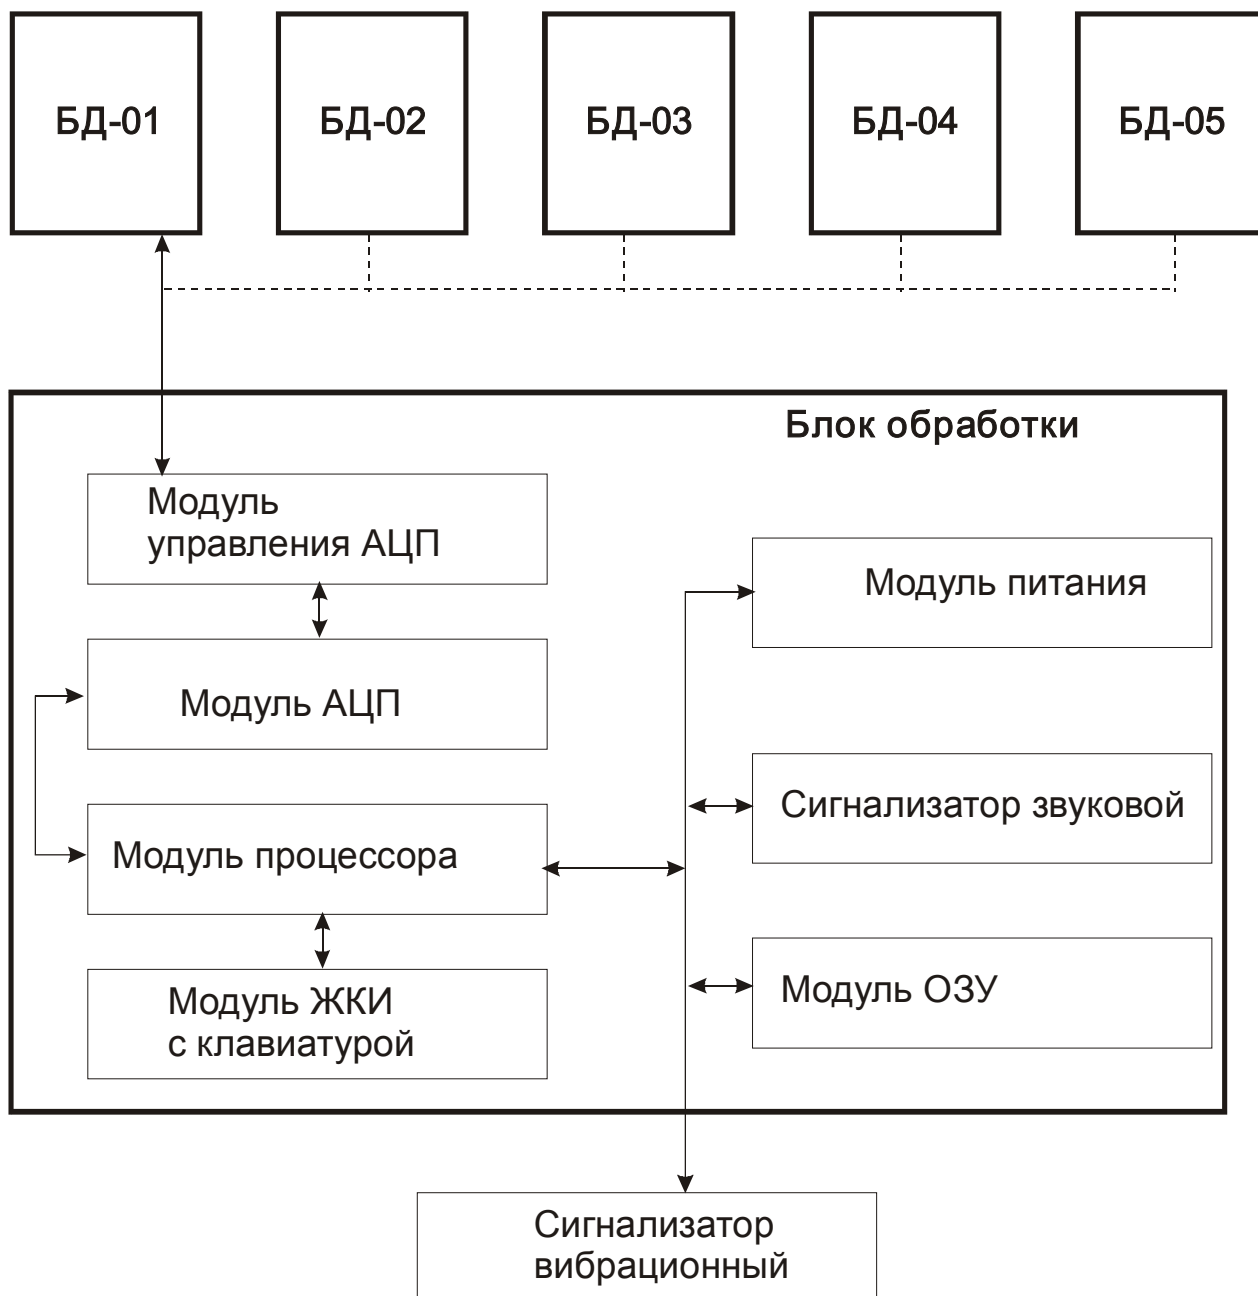 БД-01
БД-02
БД-03
БД-04
БД-05
Блок обработки
Модуль
управления АЦП
Модуль АЦП
Модуль процессора
Модуль ЖКИ
с клавиатурой
Модуль питания
Сигнализатор звуковой
Модуль ОЗУ
Сигнализатор
вибрационный